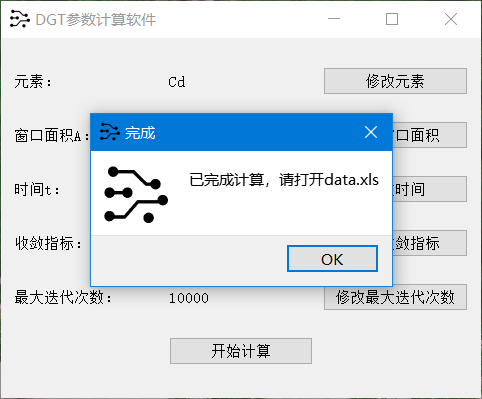 DGT参数计算软件
元素： Cd 修改元素
窗口面积A： 口面积
完成
已完成计算，请打开data.xls
时间t： 时间
收敛指标： 敛指标
OK
最大迭代次数： 10000 修改最大迭代次数
开始计算